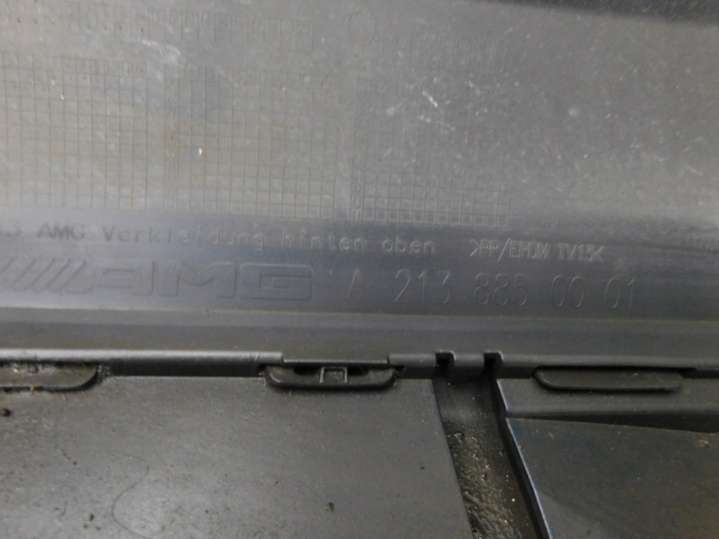 AMG Verkleidung hinten oben >PP/EPDM TV15<
AMG A 213 885 00 01